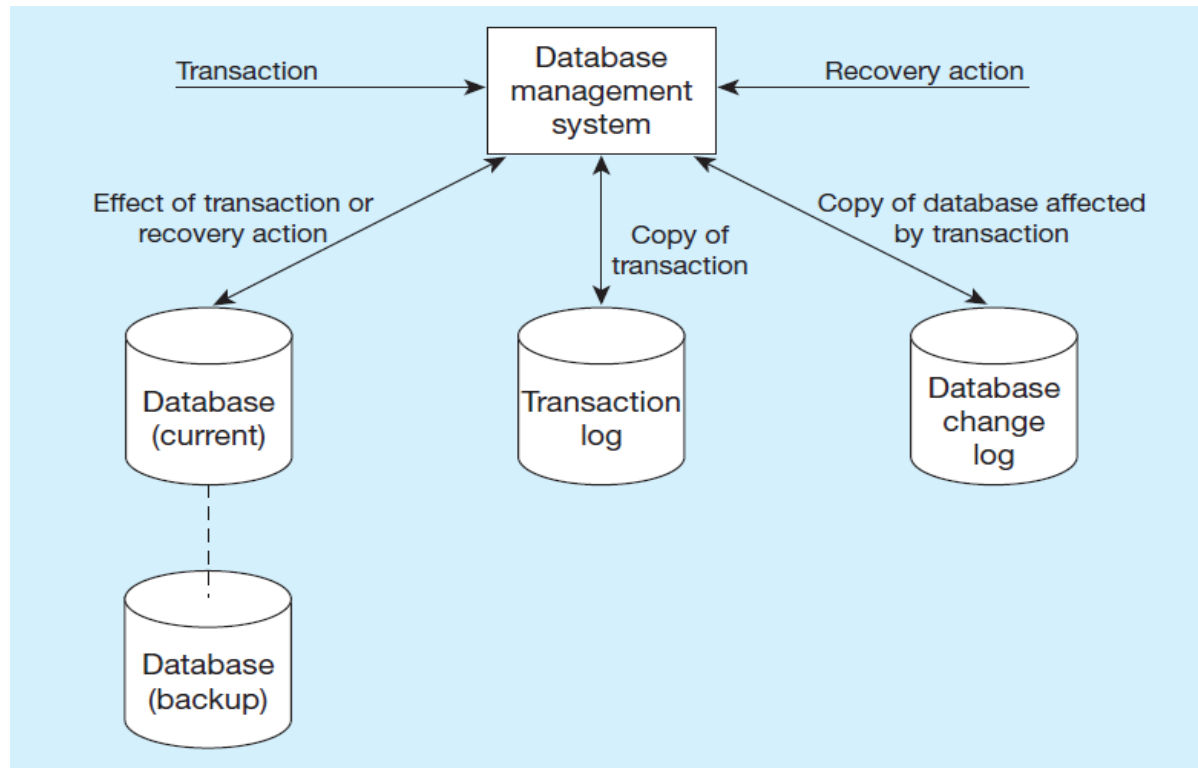 Transaction
Database
management
system
Recovery action
Effect of transaction or
recovery action
Copy of
transaction
Copy of database affected
by transaction
Database
(current)
Transaction
log
Database
change
log
Database
(backup)